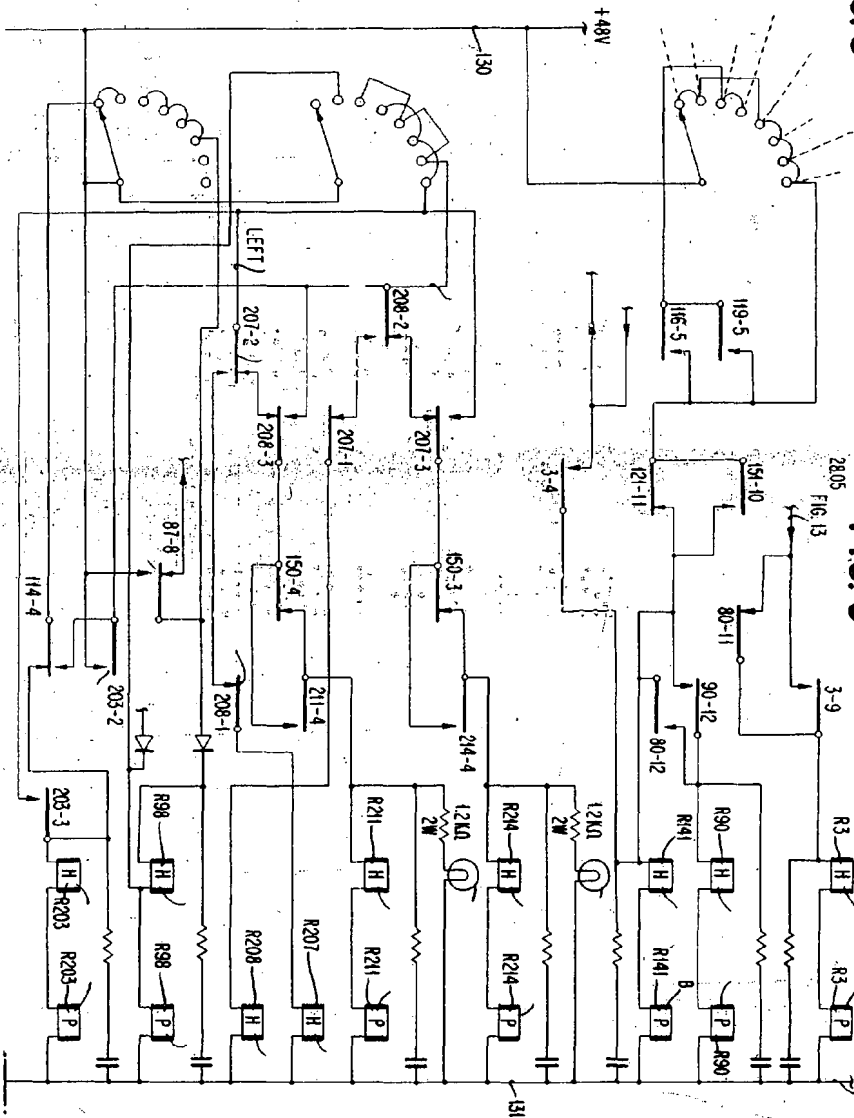 +48V
130
119-5
116-5
28.05
FIG. 13
151-10
121-11
3-4
80-11
3-9
90-12
80-12
LEFT
208-2
207-2
207-3
207-1
208-3
87-8
150-3
150-4
214-4
211-4
208-1
114-4
203-2
203-3
R3
H
R3
P
R90
H
R90
P
R141
H
R141
B
P
1.2KΩ
2W
R214
H
R214
P
1.2KΩ
2W
R211
H
R211
P
R207
H
R208
H
R98
H
R98
P
R203
H
R203
P
131